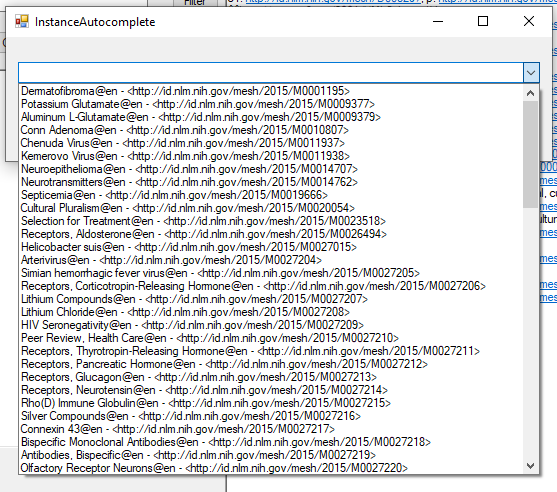 Filter
InstanceAutocomplete
Dermatofibroma@en - <http://id.nlm.nih.gov/mesh/2015/M0001195>
Potassium Glutamate@en - <http://id.nlm.nih.gov/mesh/2015/M0009377>
Aluminum L-Glutamate@en - <http://id.nlm.nih.gov/mesh/2015/M0009379>
Conn Adenoma@en - <http://id.nlm.nih.gov/mesh/2015/M0010807>
Chenuda Virus@en - <http://id.nlm.nih.gov/mesh/2015/M0011937>
Kemerovo Virus@en - <http://id.nlm.nih.gov/mesh/2015/M0011938>
Neuroepithelioma@en - <http://id.nlm.nih.gov/mesh/2015/M0014707>
Neurotransmitters@en - <http://id.nlm.nih.gov/mesh/2015/M0014762>
Septicemia@en - <http://id.nlm.nih.gov/mesh/2015/M0019666>
Cultural Pluralism@en - <http://id.nlm.nih.gov/mesh/2015/M0020054>
Selection for Treatment@en - <http://id.nlm.nih.gov/mesh/2015/M0023518>
Receptors, Aldosterone@en - <http://id.nlm.nih.gov/mesh/2015/M0026494>
Helicobacter suis@en - <http://id.nlm.nih.gov/mesh/2015/M0027015>
Arterivirus@en - <http://id.nlm.nih.gov/mesh/2015/M0027204>
Simian hemorrhagic fever virus@en - <http://id.nlm.nih.gov/mesh/2015/M0027205>
Receptors, Corticotropin-Releasing Hormone@en - <http://id.nlm.nih.gov/mesh/2015/M0027206>
Lithium Compounds@en - <http://id.nlm.nih.gov/mesh/2015/M0027207>
Lithium Chloride@en - <http://id.nlm.nih.gov/mesh/2015/M0027208>
HIV Seronegativity@en - <http://id.nlm.nih.gov/mesh/2015/M0027209>
Peer Review, Health Care@en - <http://id.nlm.nih.gov/mesh/2015/M0027210>
Receptors, Thyrotropin-Releasing Hormone@en - <http://id.nlm.nih.gov/mesh/2015/M0027211>
Receptors, Pancreatic Hormone@en - <http://id.nlm.nih.gov/mesh/2015/M0027212>
Receptors, Glucagon@en - <http://id.nlm.nih.gov/mesh/2015/M0027213>
Receptors, Neurotensin@en - <http://id.nlm.nih.gov/mesh/2015/M0027214>
Rho(D) Immune Globulin@en - <http://id.nlm.nih.gov/mesh/2015/M0027215>
Silver Compounds@en - <http://id.nlm.nih.gov/mesh/2015/M0027216>
Connexin 43@en - <http://id.nlm.nih.gov/mesh/2015/M0027217>
Bispecific Monoclonal Antibodies@en - <http://id.nlm.nih.gov/mesh/2015/M0027218>
Antibodies, Bispecific@en - <http://id.nlm.nih.gov/mesh/2015/M0027219>
Olfactory Receptor Neurons@en - <http://id.nlm.nih.gov/mesh/2015/M0027220>